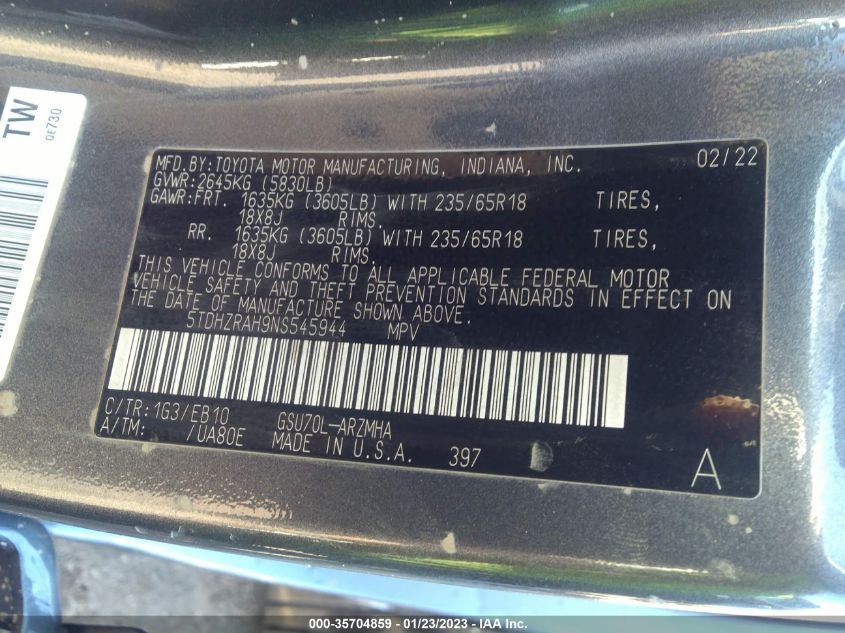 TW
QE730
MFD.BY:TOYOTA MOTOR MANUFACTURING, INDIANA, INC. 02/22
GVWR:2645KG (5830LB)
GAWR:FRT. 1635KG (3605LB) WITH 235/65R18 TIRES,
18X8J RIMS.
RR. 1635KG (3605LB) WITH 235/65R18 TIRES,
18X8J RIMS.
THIS VEHICLE CONFORMS TO ALL APPLICABLE FEDERAL MOTOR
VEHICLE SAFETY AND THEFT PREVENTION STANDARDS IN EFFECT ON
THE DATE OF MANUFACTURE SHOWN ABOVE.
5TDHZRAH9NS545944 MPV
C/TR: 1G3/EB10 GSU70L-ARZMHA
A/TM: /UA80E MADE IN U.S.A. 397
A
000-35704859 / 01/23/2023 - IAA Inc.